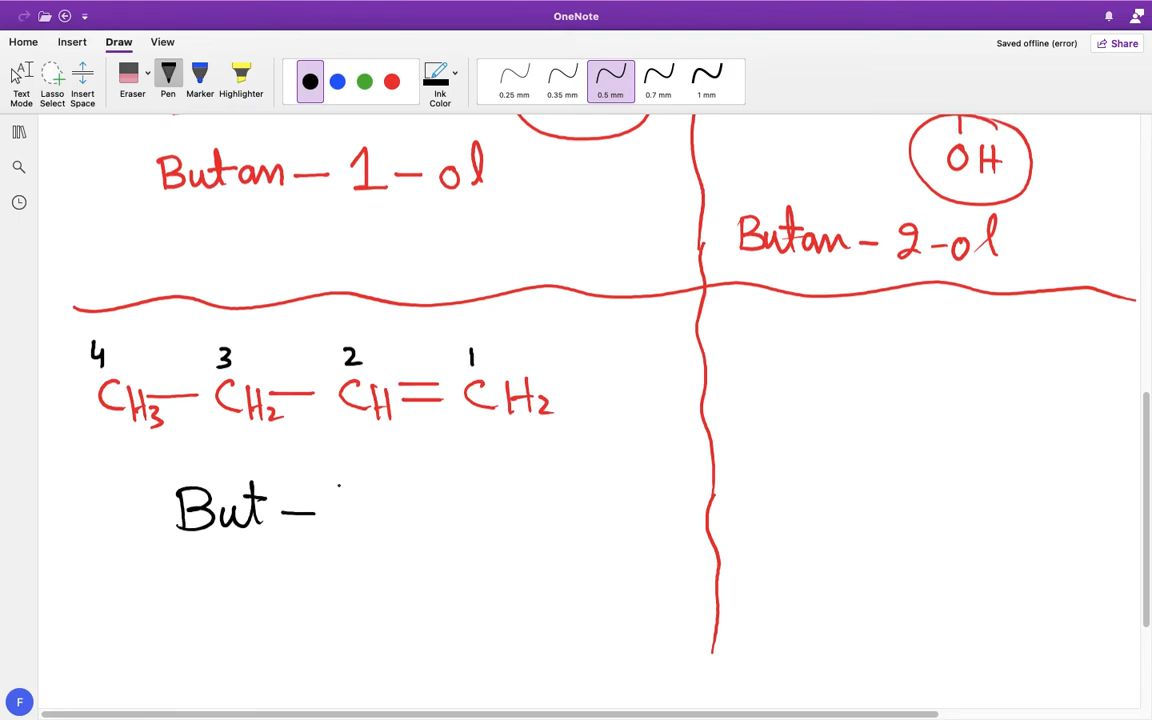 OneNote
Home Insert Draw View
Saved offline (error) Share
Text Mode
Lasso Select
Insert Space
Eraser
Pen
Marker
Highlighter
Ink Color
0.25 mm
0.35 mm
0.5 mm
0.7 mm
1 mm
Butan - 1 - ol
OH
Butan - 2 - ol
4 3 2 1
CH3 — CH2 — CH = CH2
But -
F